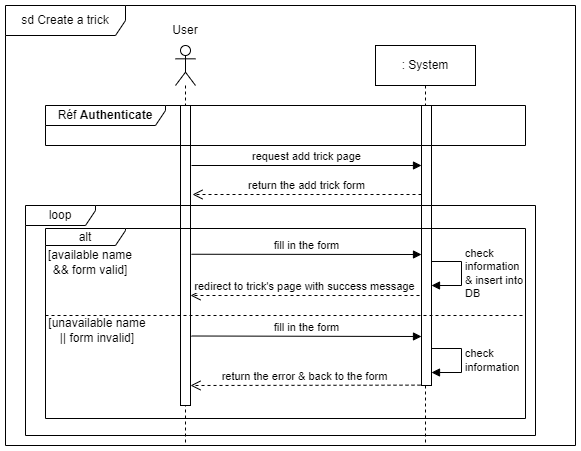 sd Create a trick
User
: System
Réf Authenticate
request add trick page
return the add trick form
loop
alt
[available name
&& form valid]
fill in the form
check
information
& insert into
DB
redirect to trick's page with success message
[unavailable name
|| form invalid]
fill in the form
check
information
return the error & back to the form